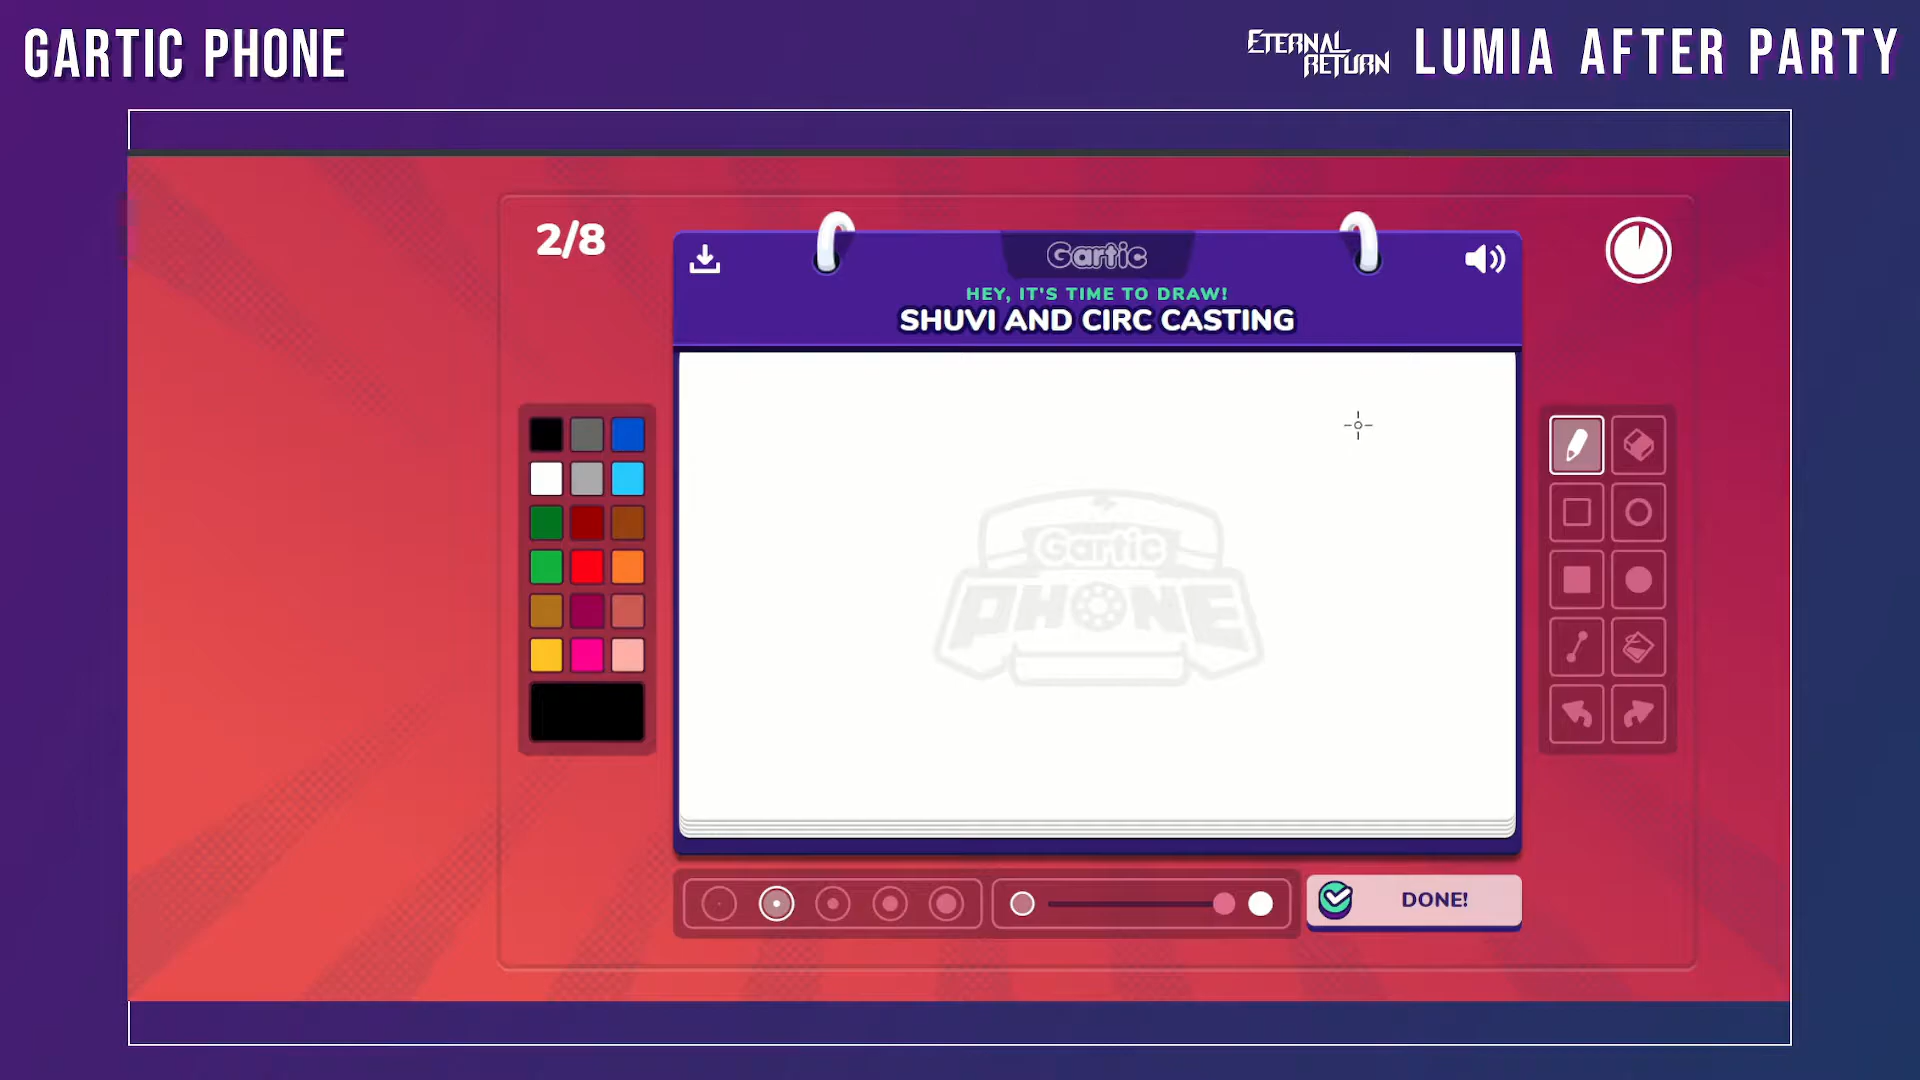 GARTIC PHONE
ETERNAL RETURN
LUMIA AFTER PARTY
2/8
Gartic
HEY, IT'S TIME TO DRAW!
SHUVI AND CIRC CASTING
Gartic
PHONE
DONE!